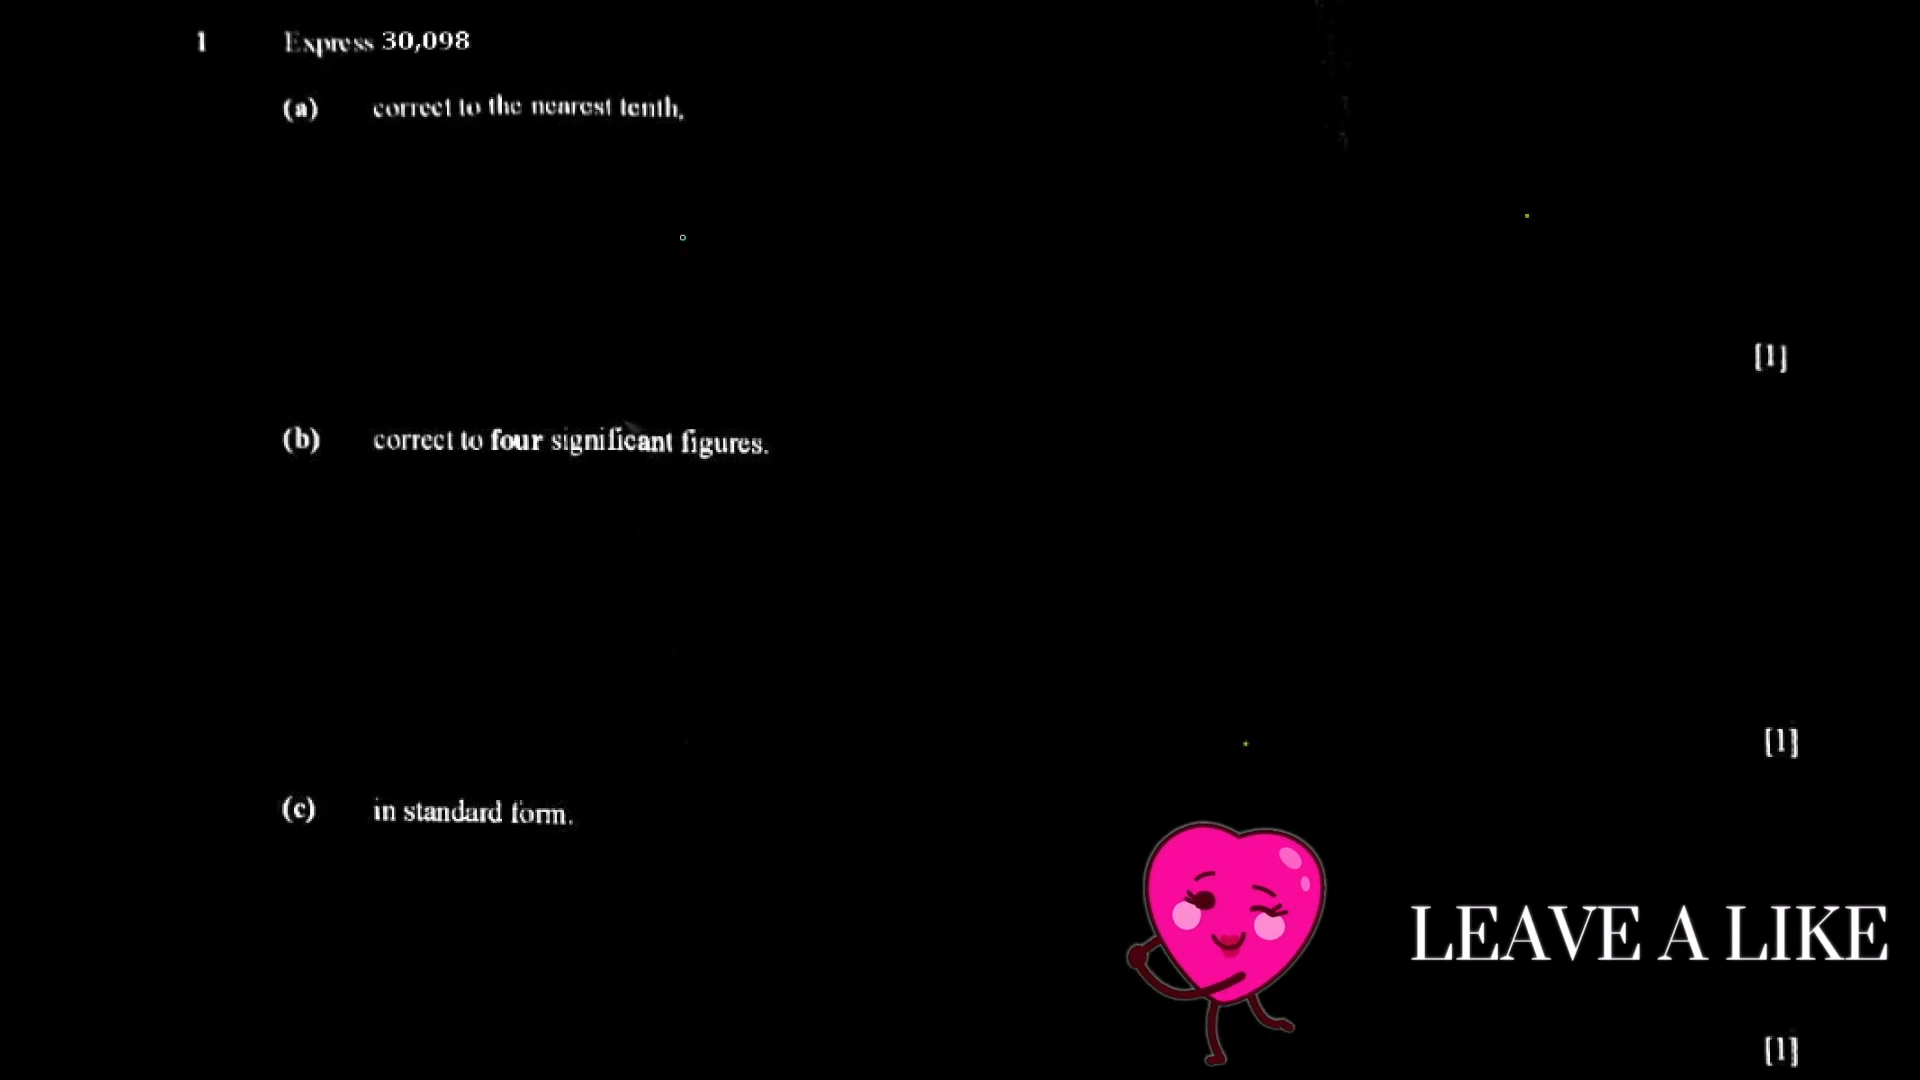 1 Express 30,098
(a) correct to the nearest tenth,
[1]
(b) correct to four significant figures.
[1]
(c) in standard form.
LEAVE A LIKE
[1]